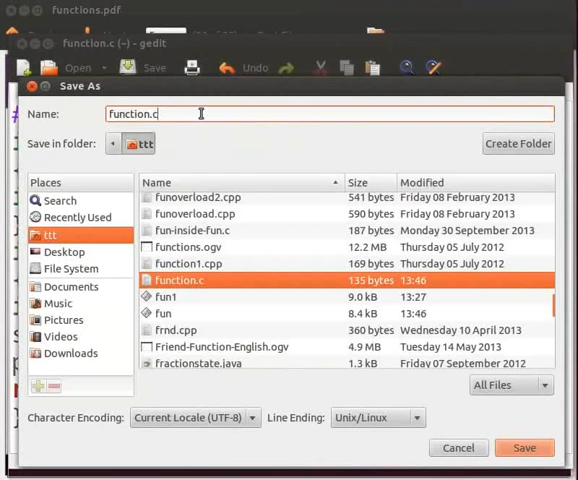 functions.pdf
function.c (~) - gedit
Open Save Undo
Save As
Name: function.c
Save in folder: ttt Create Folder
Places Name Size Modified
Search funoverload2.cpp 541 bytes Friday 08 February 2013
Recently Used funoverload.cpp 590 bytes Friday 08 February 2013
ttt fun-inside-fun.c 187 bytes Monday 30 September 2013
Desktop functions.ogv 12.2 MB Thursday 05 July 2012
File System function1.cpp 169 bytes Thursday 05 July 2012
Documents function.c 135 bytes 13:46
Music fun1 9.0 kB 13:27
Pictures fun 8.4 kB 13:46
Videos frnd.cpp 360 bytes Wednesday 10 April 2013
Downloads Friend-Function-English.ogv 4.9 MB Tuesday 14 May 2013
fractionstate.java 1.3 kB Friday 07 September 2012
All Files
Character Encoding: Current Locale (UTF-8) Line Ending: Unix/Linux
Cancel Save